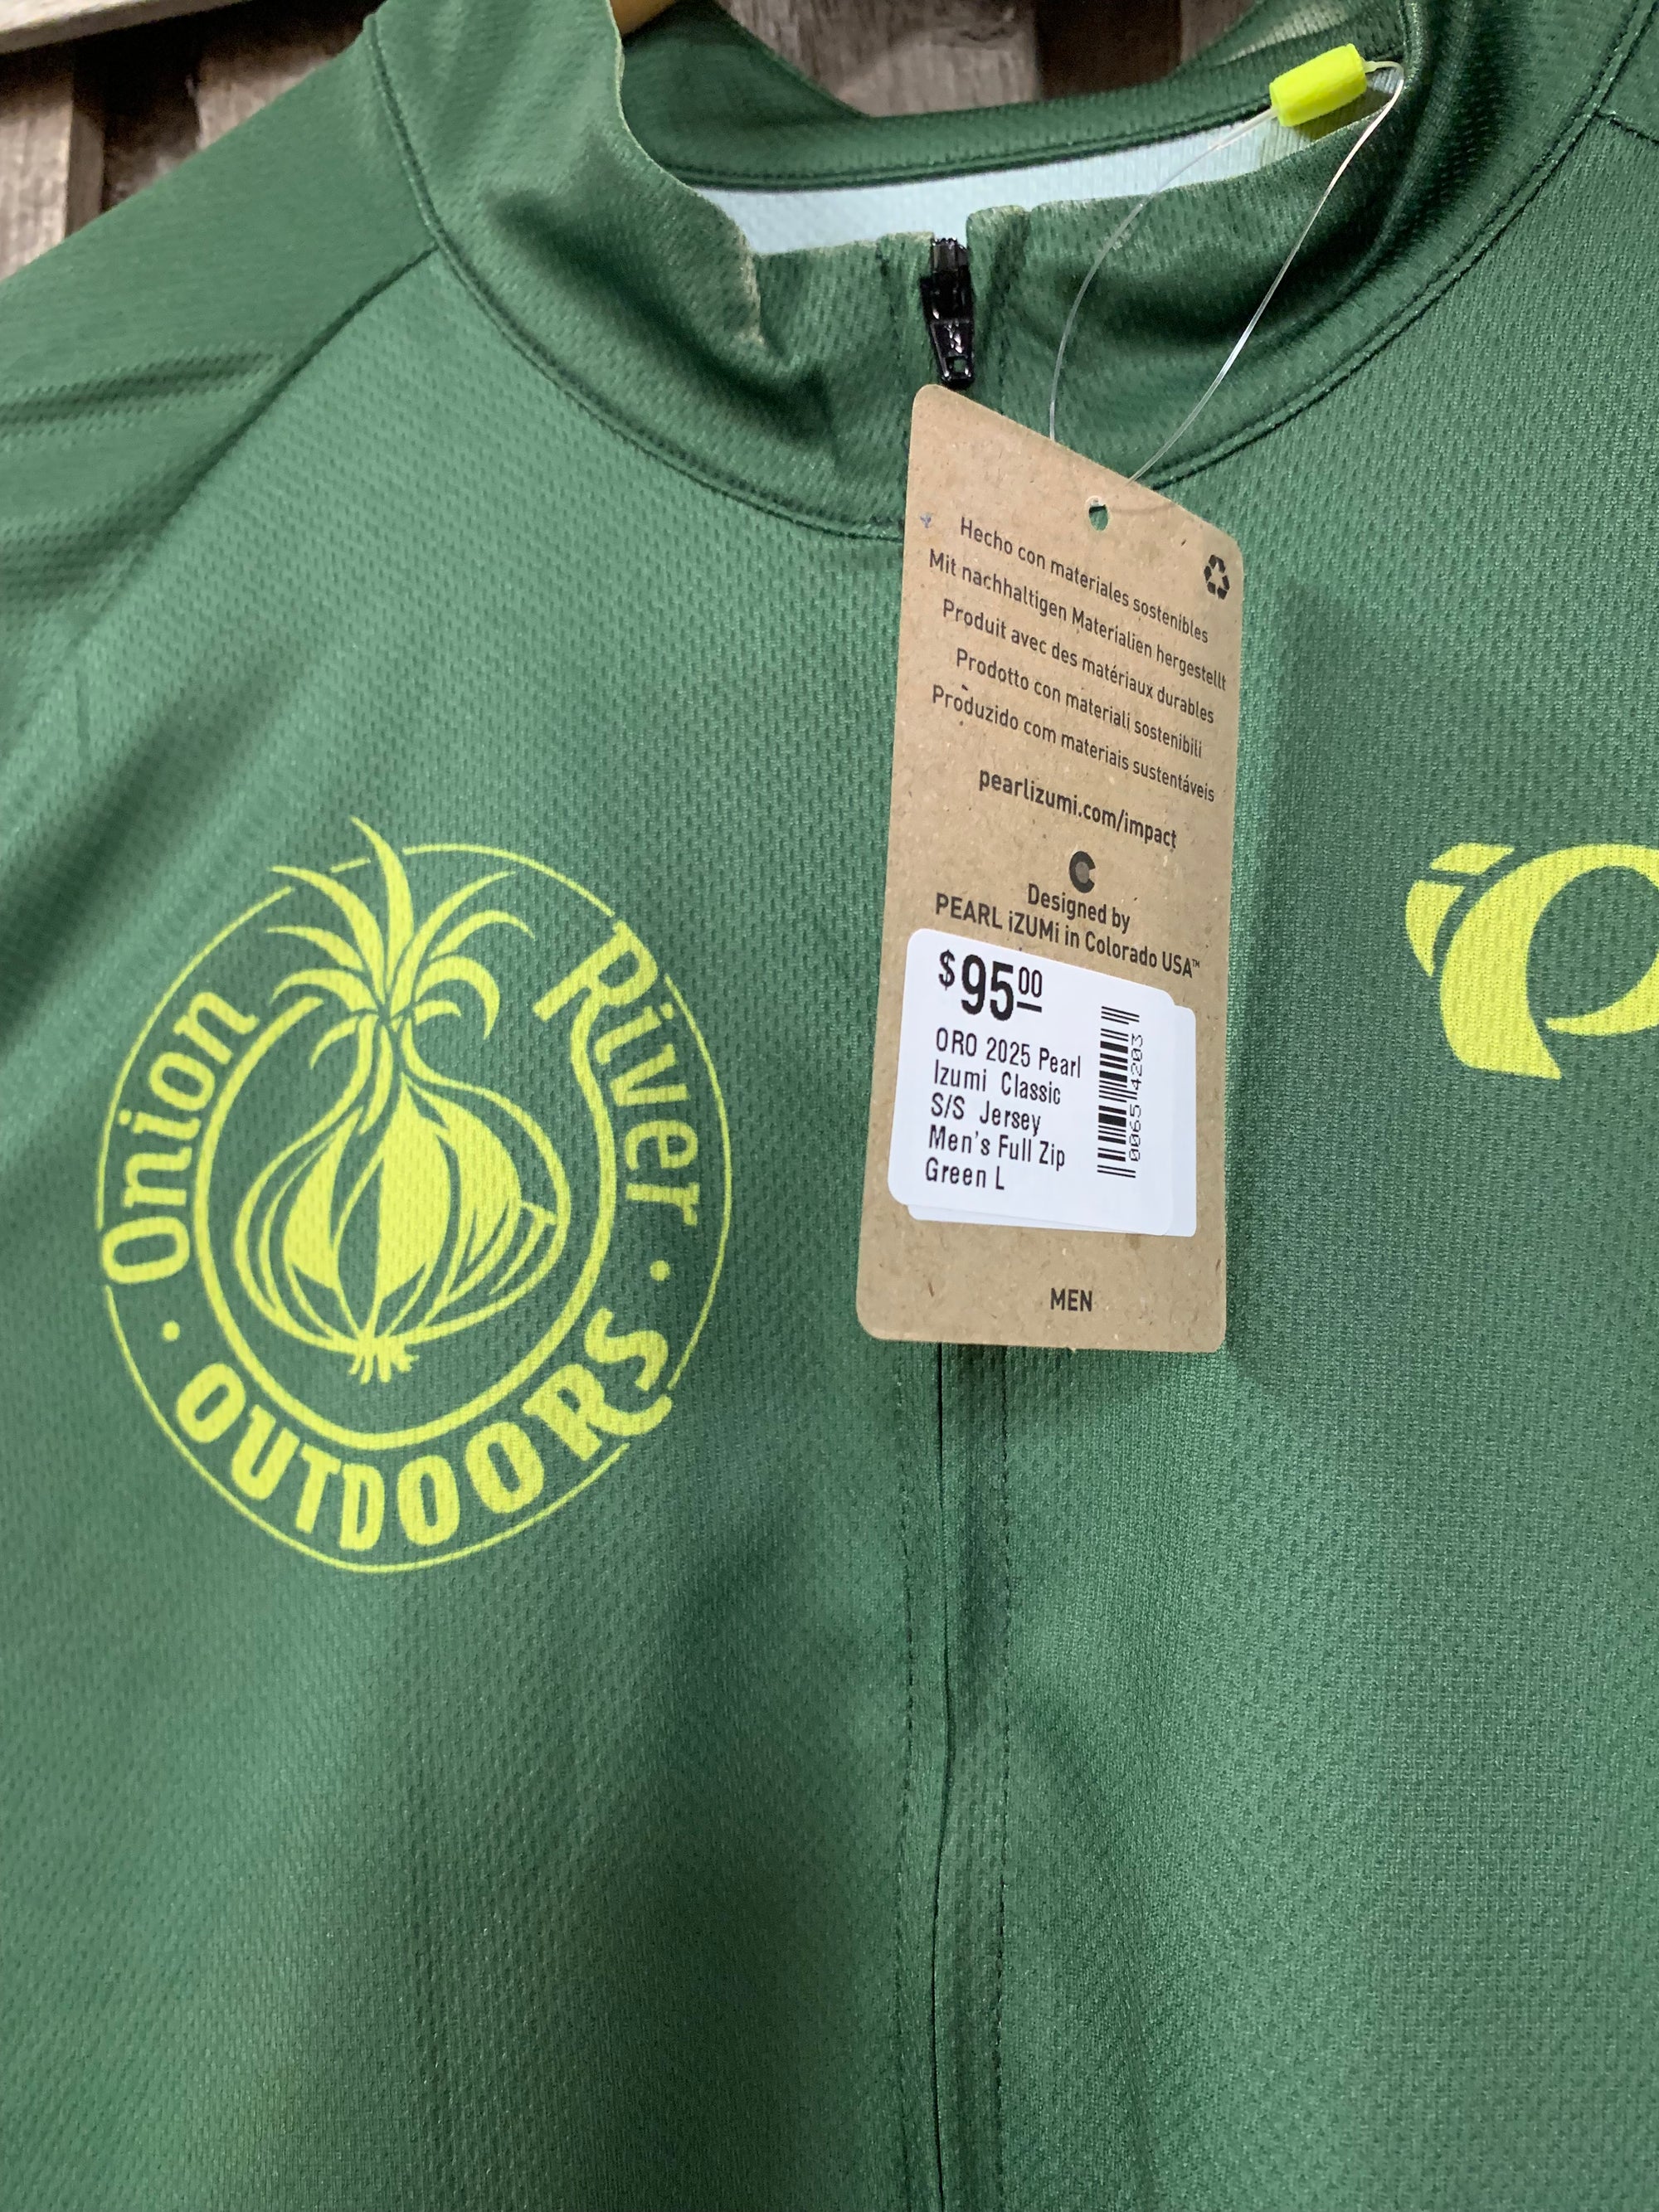 Hecho con materiales sostenibles
Mit nachhaltigen Materialien hergestellt
Produit avec des matériaux durables
Prodotto con materiali sostenibili
Produzido com materiais sustentáveis
pearlizumi.com/impact
Designed by
PEARL iZUMi in Colorado USA™
$95.00
ORO 2025 Pearl
Izumi Classic
S/S Jersey
Men's Full Zip
Green L
0065 4203
MEN
Onion River
OUTDOORS